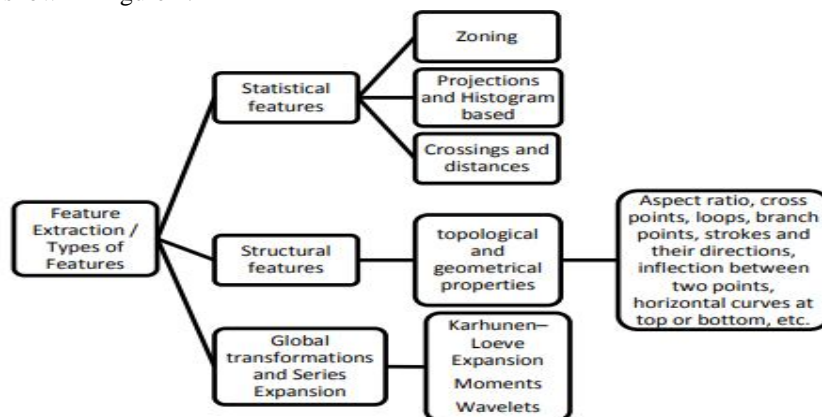 Zoning
Statistical
features
Projections
and Histogram
based
Crossings and
distances
Feature
Extraction /
Types of
Features
Structural
features
topological
and
geometrical
properties
Aspect ratio, cross
points, loops, branch
points, strokes and
their directions,
inflection between
two points,
horizontal curves at
top or bottom, etc.
Global
transformations
and Series
Expansion
Karhunen–
Loeve
Expansion
Moments
Wavelets